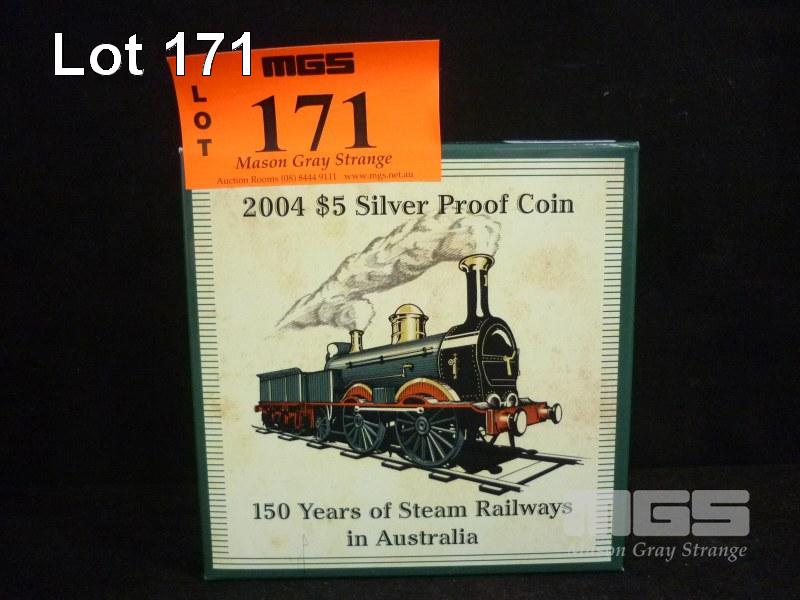 Lot 171
MGS
LOT
171
Mason Gray Strange
Auction Rooms (08) 8444 9111 www.mgs.net.au
2004 $5 Silver Proof Coin
150 Years of Steam Railways
in Australia
MGS
Mason Gray Strange